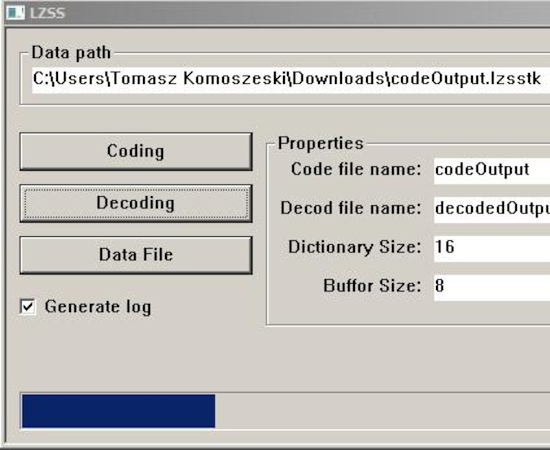 LZSS
Data path
C:\Users\Tomasz Komoszeski\Downloads\codeOutput.lzsstk
Coding
Decoding
Data File
Generate log
Properties
Code file name: codeOutput
Decod file name: decodedOutpu
Dictionary Size: 16
Buffor Size: 8